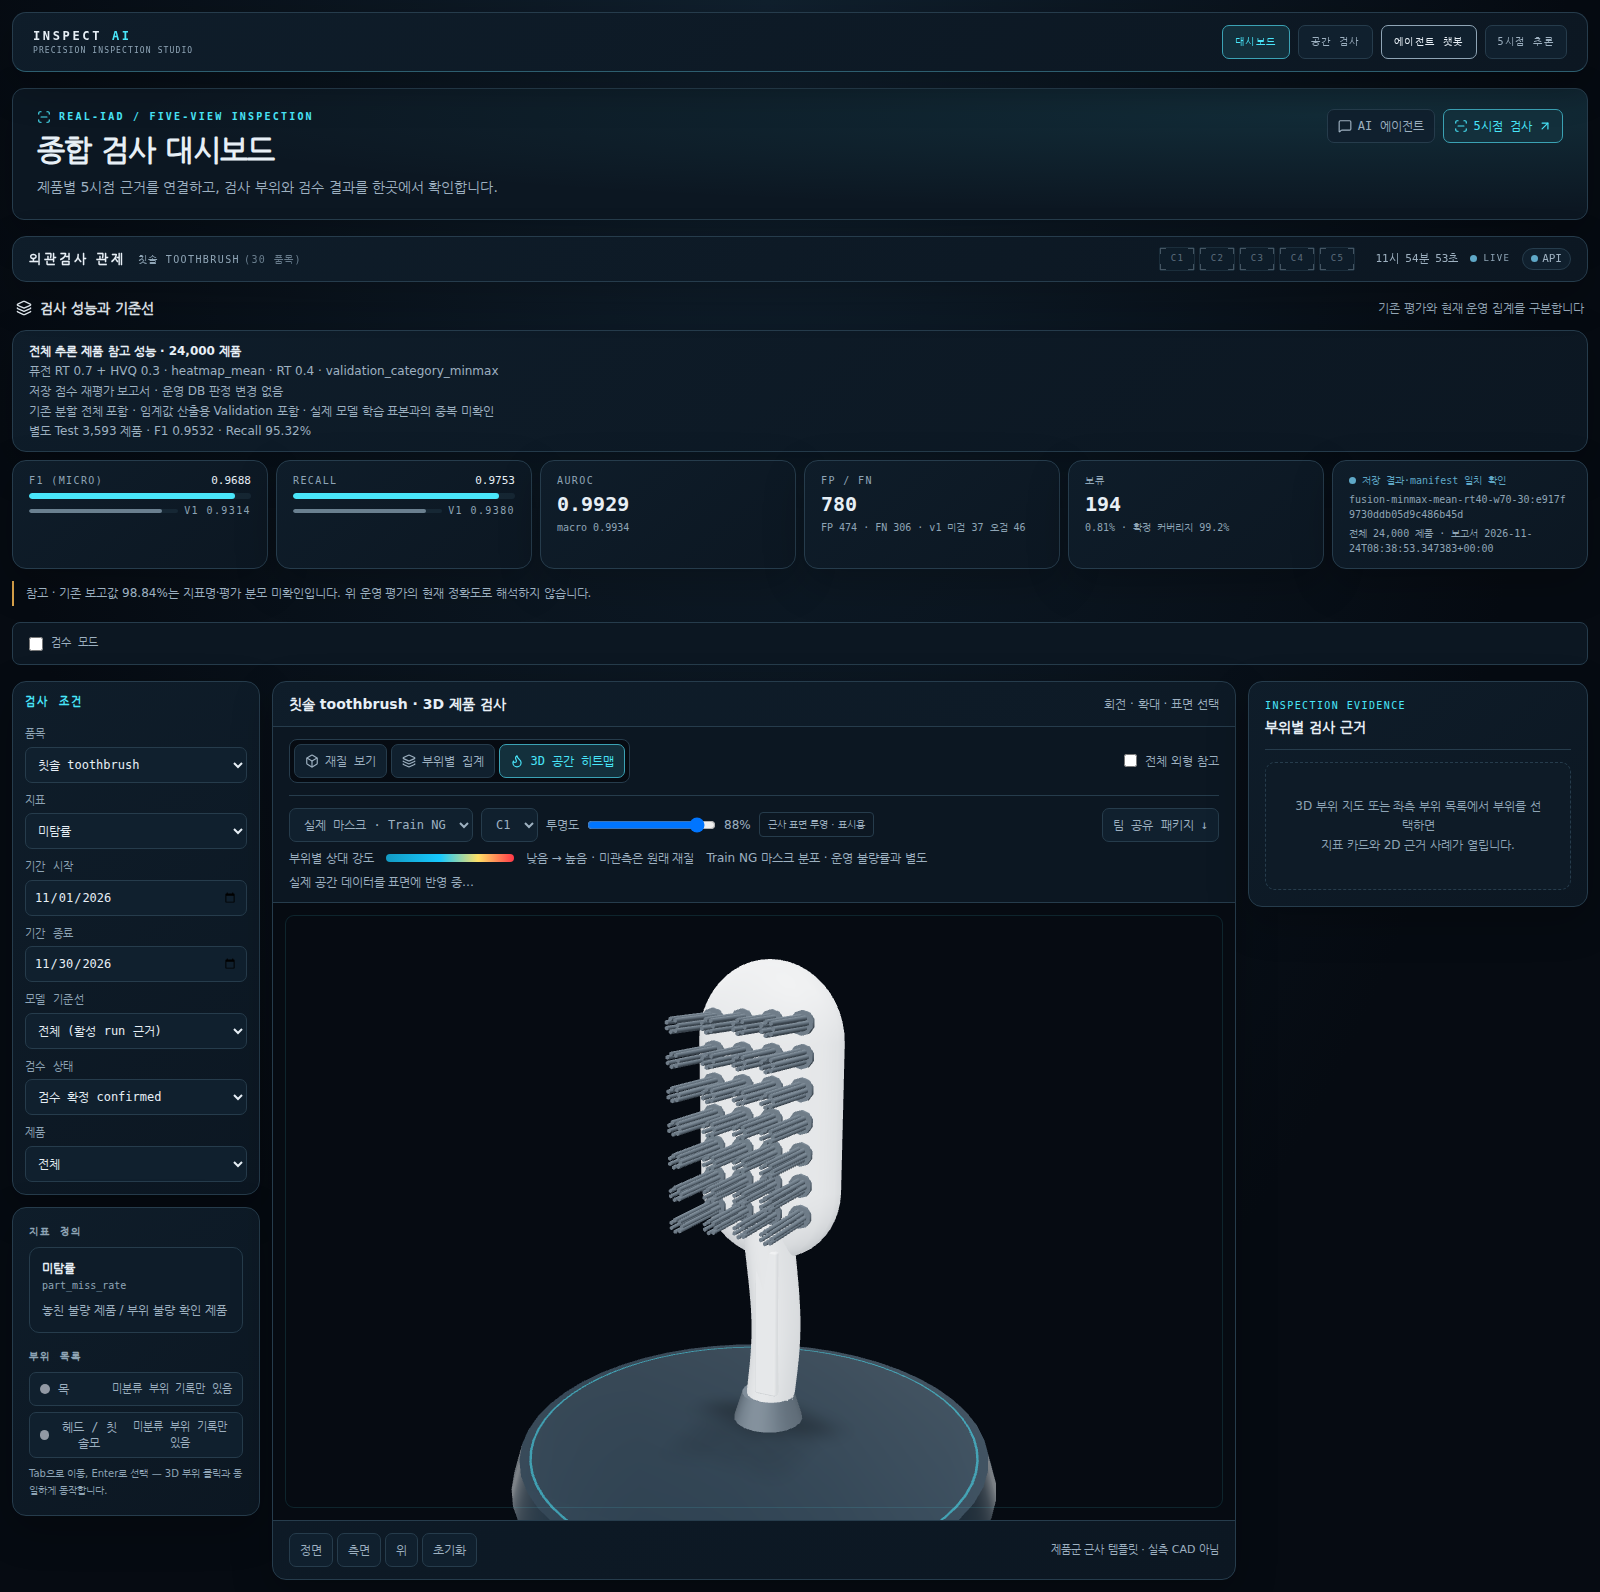 INSPECT AI
PRECISION INSPECTION STUDIO
대시보드
공간 검사
에이전트 챗봇
5시점 추론
REAL-IAD / FIVE-VIEW INSPECTION
종합 검사 대시보드
제품별 5시점 근거를 연결하고, 검사 부위와 검수 결과를 한곳에서 확인합니다.
AI 에이전트
5시점 검사
외관검사 관제 칫솔 TOOTHBRUSH (30 품목)
C1 C2 C3 C4 C5
11시 54분 53초 LIVE API
검사 성능과 기준선
기존 평가와 현재 운영 집계를 구분합니다
전체 추론 제품 참고 성능 · 24,000 제품
퓨전 RT 0.7 + HVQ 0.3 · heatmap_mean · RT 0.4 · validation_category_minmax
저장 점수 재평가 보고서 · 운영 DB 판정 변경 없음
기존 분할 전체 포함 · 임계값 산출용 Validation 포함 · 실제 모델 학습 표본과의 중복 미확인
별도 Test 3,593 제품 · F1 0.9532 · Recall 95.32%
F1 (MICRO) 0.9688
V1 0.9314
RECALL 0.9753
V1 0.9380
AUROC
0.9929
macro 0.9934
FP / FN
780
FP 474 · FN 306 · v1 미검 37 오검 46
보류
194
0.81% · 확정 커버리지 99.2%
저장 결과·manifest 일치 확인
fusion-minmax-mean-rt40-w70-30:e917f
9730ddb05d9c486b45d
전체 24,000 제품 · 보고서 2026-11-
24T08:38:53.347383+00:00
참고 · 기존 보고값 98.84%는 지표명·평가 분모 미확인입니다. 위 운영 평가의 현재 정확도로 해석하지 않습니다.
검수 모드
검사 조건
품목
칫솔 toothbrush
지표
미탐률
기간 시작
11/01/2026
기간 종료
11/30/2026
모델 기준선
전체 (활성 run 근거)
검수 상태
검수 확정 confirmed
제품
전체
지표 정의
미탐률
part_miss_rate
놓친 불량 제품 / 부위 불량 확인 제품
부위 목록
목 미분류 부위 기록만 있음
헤드 / 칫
솔모
미분류 부위 기록만
있음
Tab으로 이동, Enter로 선택 — 3D 부위 클릭과 동
일하게 동작합니다.
칫솔 toothbrush · 3D 제품 검사
회전 · 확대 · 표면 선택
재질 보기
부위별 집계
3D 공간 히트맵
전체 외형 참고
실제 마스크 · Train NG
C1
투명도 88%
근사 표면 투영 · 표시용
팀 공유 패키지 ↓
부위별 상대 강도 낮음 → 높음 · 미관측은 원래 재질 Train NG 마스크 분포 · 운영 불량률과 별도
실제 공간 데이터를 표면에 반영 중…
정면
측면
위
초기화
제품군 근사 템플릿 · 실측 CAD 아님
INSPECTION EVIDENCE
부위별 검사 근거
3D 부위 지도 또는 좌측 부위 목록에서 부위를 선
택하면
지표 카드와 2D 근거 사례가 열립니다.